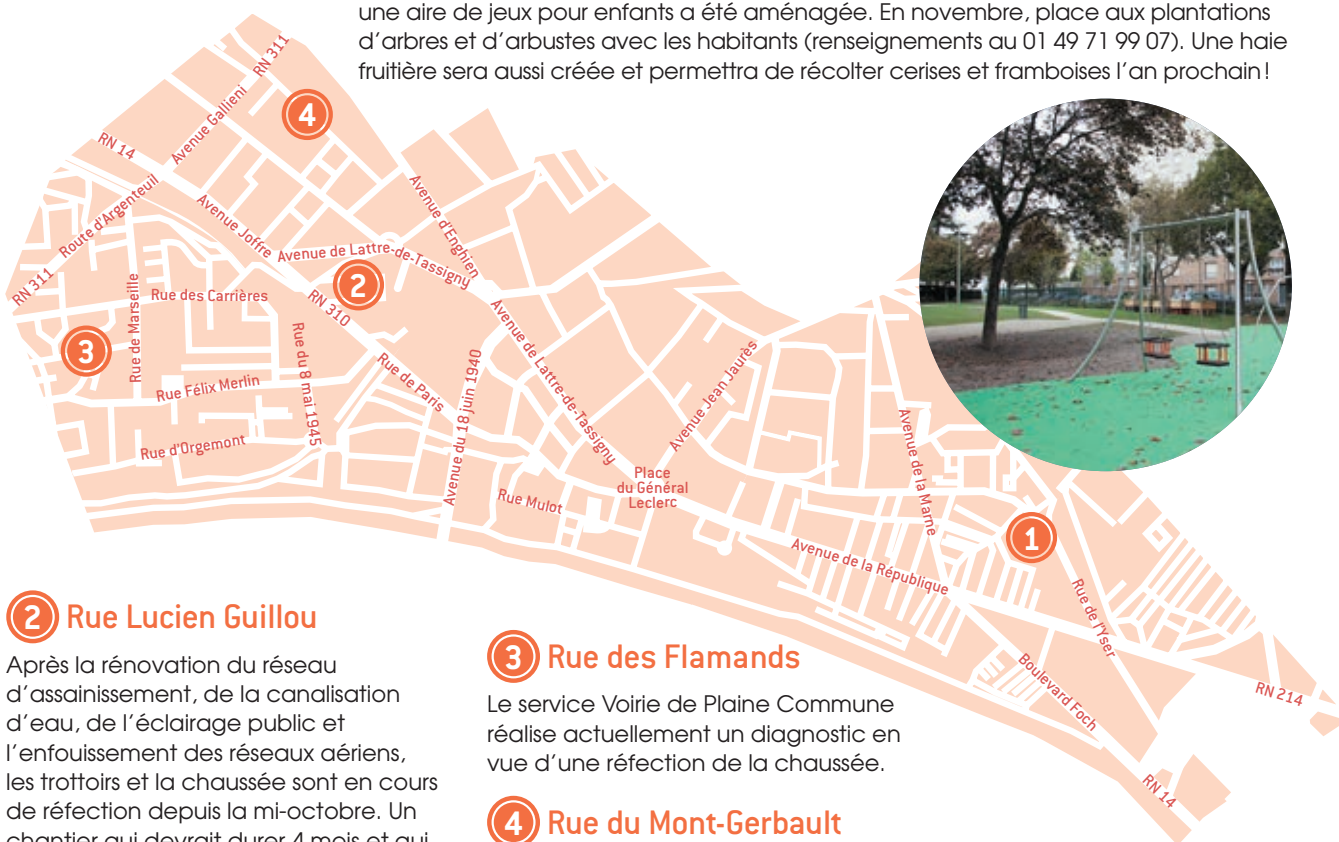 une aire de jeux pour enfants a été aménagée. En novembre, place aux plantations
d’arbres et d’arbustes avec les habitants (renseignements au 01 49 71 99 07). Une haie
fruitière sera aussi créée et permettra de récolter cerises et framboises l’an prochain!
RN 311
Avenue Gallieni
4
RN 14
Route d'Argenteuil
RN 311
Avenue Joffre
Avenue d'Enghien
Avenue de Lattre-de-Tassigny
2
Rue de Marseille
Rue des Carrières
RN 310
3
Rue du 8 mai 1945
Rue de Paris
Rue Félix Merlin
Rue d'Orgemont
Avenue du 18 juin 1940
Avenue de Lattre-de-Tassigny
Avenue Jean Jaurès
Rue Mulot
Place
du Général
Leclerc
Avenue de la Marne
1
Avenue de la République
Rue de l'Yser
Boulevard Foch
RN 214
RN 14
2 Rue Lucien Guillou
Après la rénovation du réseau
d’assainissement, de la canalisation
d’eau, de l’éclairage public et
l’enfouissement des réseaux aériens,
les trottoirs et la chaussée sont en cours
de réfection depuis la mi-octobre. Un
chantier qui devrait durer 4 mois et qui
3 Rue des Flamands
Le service Voirie de Plaine Commune
réalise actuellement un diagnostic en
vue d’une réfection de la chaussée.
4 Rue du Mont-Gerbault